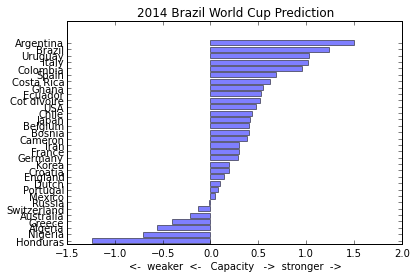 2014 Brazil World Cup Prediction
Argentina
Brazil
Uruguay
Italy
Colombia
Spain
Costa Rica
Ghana
Ecuador
Cot divoire
USA
Chile
Japan
Belgium
Bosnia
Cameron
Iran
France
Germany
Korea
Croatia
England
Dutch
Portugal
Mexico
Russia
Switzerland
Australia
Greece
Algeria
Nigeria
Honduras
−1.5 −1.0 −0.5 0.0 0.5 1.0 1.5 2.0
<- weaker <- Capacity -> stronger ->